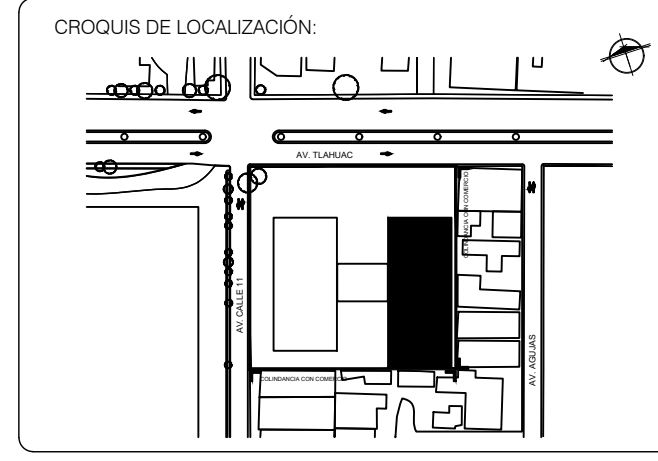 CROQUIS DE LOCALIZACIÓN:
AV. TLAHUAC
COLINDANCIA CON COMERCIO
AV. CALLE 11
AV. AGUJAS
COLINDANCIA CON COMERCIO